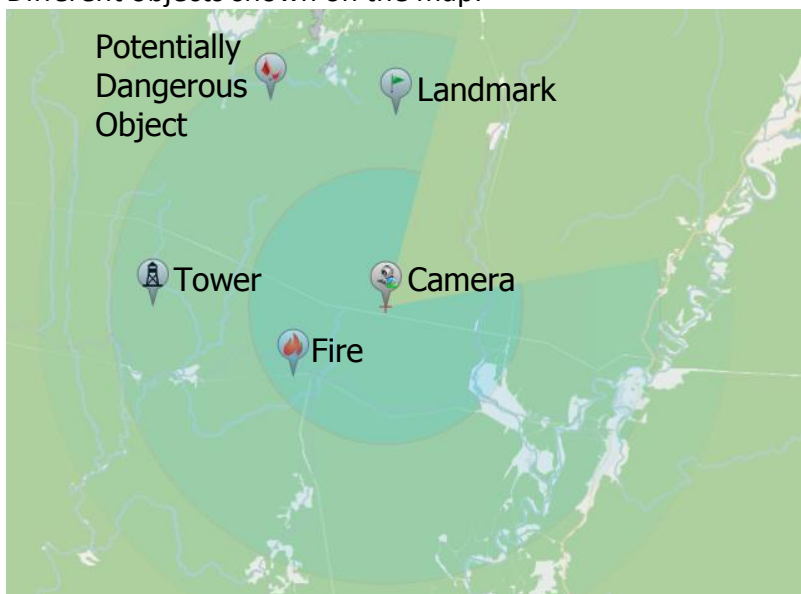 Different objects shown on the map:
Potentially
Dangerous
Object
Landmark
Tower
Camera
Fire